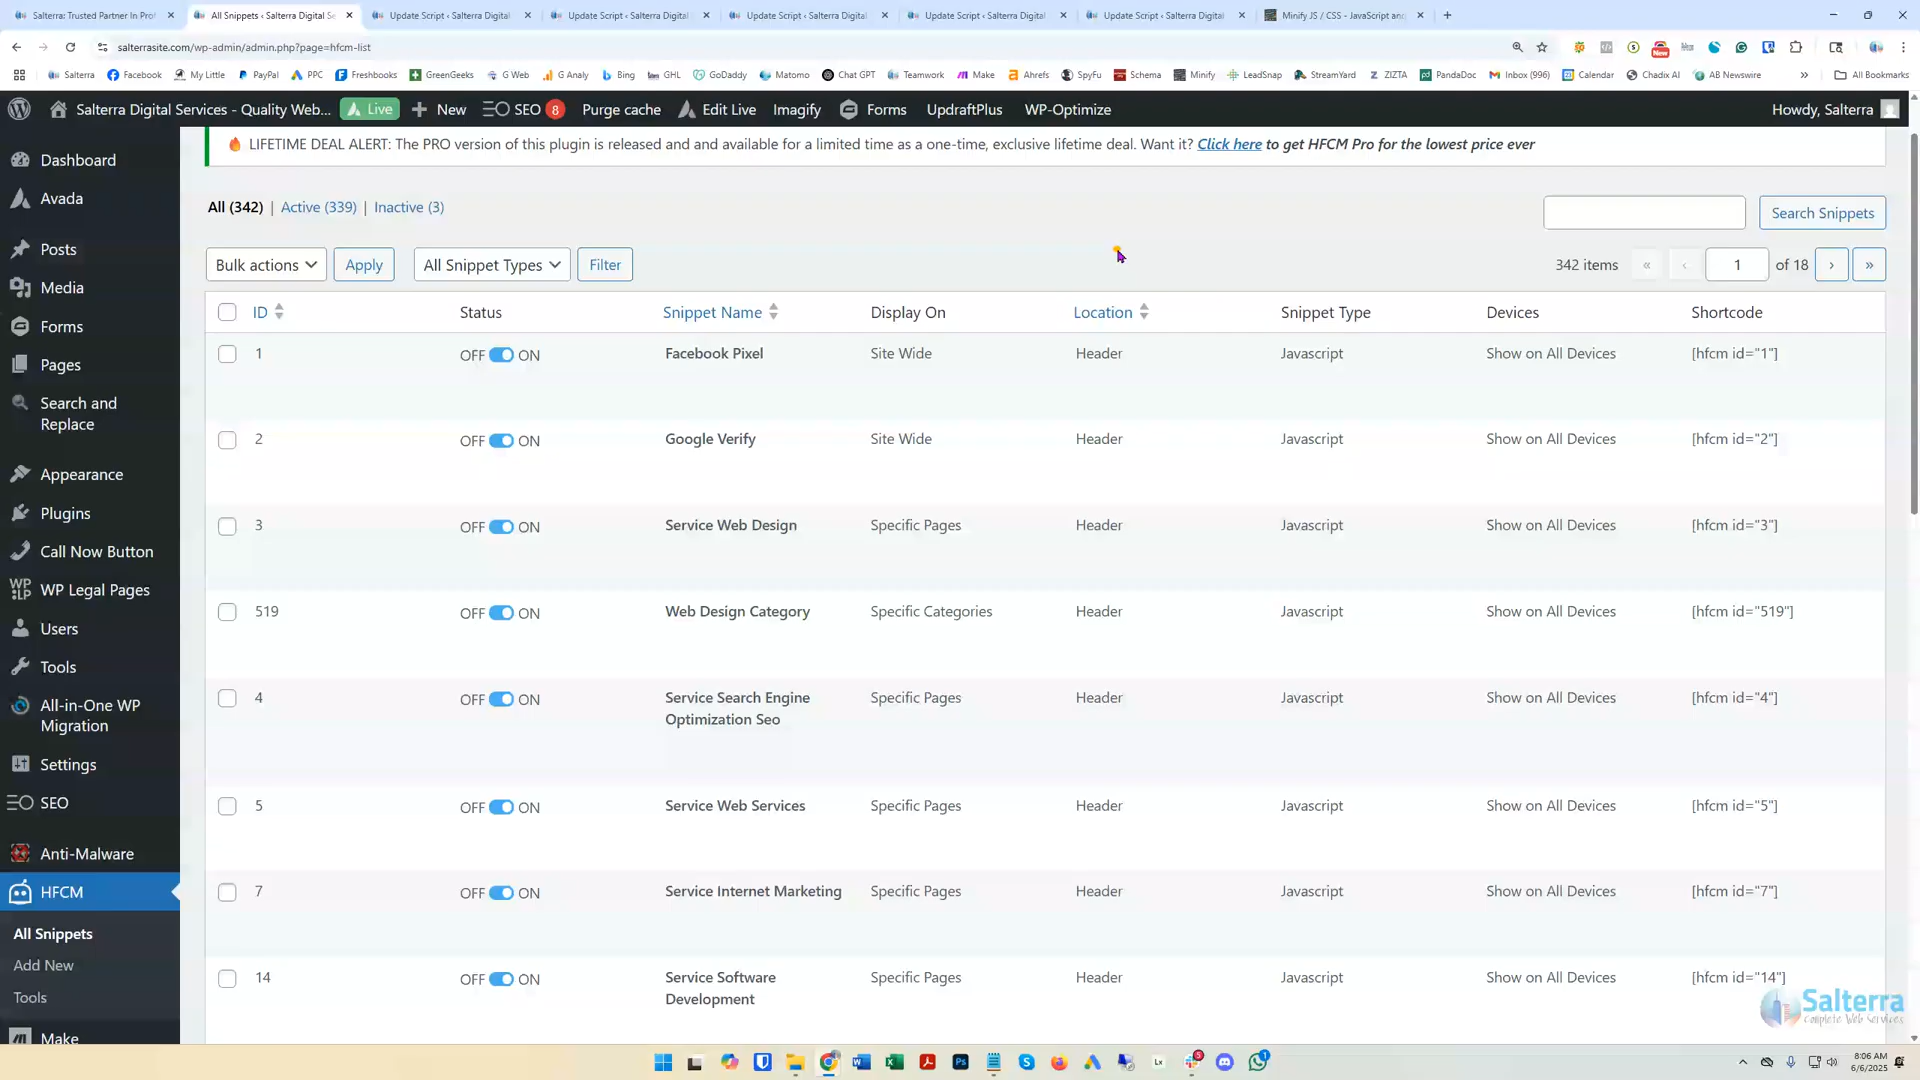 Salterra: Trusted Partner In Prof
All Snippets ‹ Salterra Digital Se
Update Script ‹ Salterra Digital
Update Script ‹ Salterra Digital
Update Script ‹ Salterra Digital
Update Script ‹ Salterra Digital
Update Script ‹ Salterra Digital
Minify JS / CSS - JavaScript and
salterrasite.com/wp-admin/admin.php?page=hfcm-list
New
Salterra
Facebook
My Little
PayPal
PPC
Freshbooks
GreenGeeks
G Web
G Analy
Bing
GHL
GoDaddy
Matomo
Chat GPT
Teamwork
Make
Ahrefs
SpyFu
Schema
Minify
LeadSnap
StreamYard
ZIZTA
PandaDoc
Inbox (996)
Calendar
Chadix AI
AB Newswire
»
All Bookmarks
Salterra Digital Services - Quality Web...
Live
New
SEO 8
Purge cache
Edit Live
Imagify
Forms
UpdraftPlus
WP-Optimize
Howdy, Salterra
Dashboard
Avada
Posts
Media
Forms
Pages
Search and
Replace
Appearance
Plugins
Call Now Button
WP Legal Pages
Users
Tools
All-in-One WP
Migration
Settings
SEO
Anti-Malware
HFCM
All Snippets
Add New
Tools
Make
LIFETIME DEAL ALERT: The PRO version of this plugin is released and and available for a limited time as a one-time, exclusive lifetime deal. Want it? Click here to get HFCM Pro for the lowest price ever
All (342) | Active (339) | Inactive (3)
Search Snippets
Bulk actions
Apply
All Snippet Types
Filter
342 items « ‹ 1 of 18 › »
ID Status Snippet Name Display On Location Snippet Type Devices Shortcode
1 OFF ON Facebook Pixel Site Wide Header Javascript Show on All Devices [hfcm id="1"]
2 OFF ON Google Verify Site Wide Header Javascript Show on All Devices [hfcm id="2"]
3 OFF ON Service Web Design Specific Pages Header Javascript Show on All Devices [hfcm id="3"]
519 OFF ON Web Design Category Specific Categories Header Javascript Show on All Devices [hfcm id="519"]
4 OFF ON Service Search Engine Specific Pages Header Javascript Show on All Devices [hfcm id="4"]
Optimization Seo
5 OFF ON Service Web Services Specific Pages Header Javascript Show on All Devices [hfcm id="5"]
7 OFF ON Service Internet Marketing Specific Pages Header Javascript Show on All Devices [hfcm id="7"]
14 OFF ON Service Software Specific Pages Header Javascript Show on All Devices [hfcm id="14"]
Development
Salterra
Complete Web Services
8:06 AM
6/6/2025